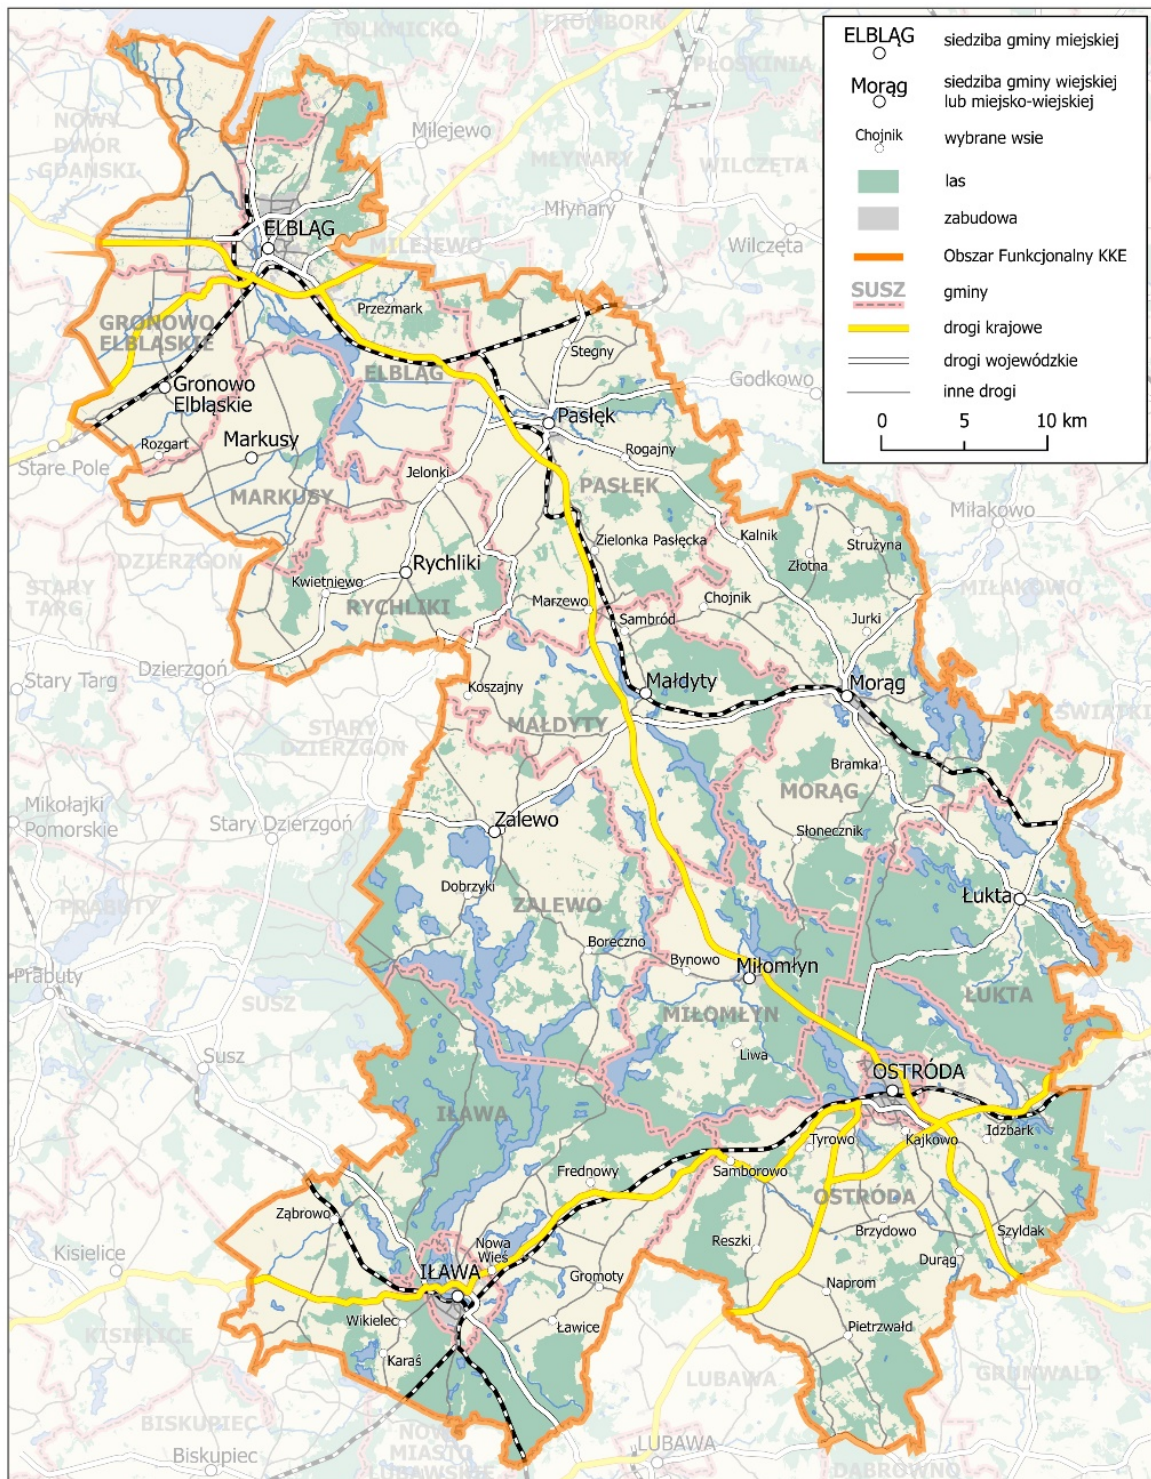 TOLKMICKO
FROMBORK
PŁOSKINIA
NOWY
DWÓR
GDAŃSKI
Milejewo
MŁYNARY
WILCZĘTA
Młynary
Wilczęta
ELBLĄG
MILEJEWO
Przezmark
GRONOWO
ELBLĄSKIE
Stegny
ELBLĄG
Godkowo
Gronowo
Elbląskie
Pasłęk
Rozgart
Markusy
Stare Pole
Rogajny
Jelonki
PASŁĘK
MARKUSY
Miłakowo
DZIERZGOŃ
Zielonka Pasłęcka
Kalnik
Strużyna
Złotna
STARY
TARG
Kwietniewo
Rychliki
RYCHLIKI
MIŁAKOWO
Marzewo
Chojnik
Sambród
Jurki
Dzierzgoń
Stary Targ
Koszajny
Małdyty
Morąg
ŚWIĄTKI
STARY
DZIERZGOŃ
MAŁDYTY
Bramka
MORĄG
Mikołajki
Pomorskie
Stary Dzierzgoń
Zalewo
Słonecznik
Dobrzyki
Łukta
PRABUTY
ZALEWO
Boreczno
Bynowo
Miłomłyn
Prabuty
SUSZ
MIŁOMŁYN
ŁUKTA
Susz
Liwa
OSTRÓDA
IŁAWA
Tyrowo
Kajkowo
Idzbark
Frednowy
Samborowo
OSTRÓDA
Ząbrowo
Brzydowo
Szyldak
Kisielice
Nowa
Wieś
Reszki
Durąg
IŁAWA
Gromoty
Naprom
KISIELICE
Wikielec
Ławice
Pietrzwałd
Karaś
LUBAWA
GRUNWALD
BISKUPIEC
NOWE
MIASTO
LUBAWSKIE
Biskupiec
LUBAWA
DĄBRÓWNO
ELBLĄG
siedziba gminy miejskiej
Morąg
siedziba gminy wiejskiej
lub miejsko-wiejskiej
Chojnik
wybrane wsie
las
zabudowa
Obszar Funkcjonalny KKE
SUSZ
gminy
drogi krajowe
drogi wojewódzkie
inne drogi
0 5 10 km